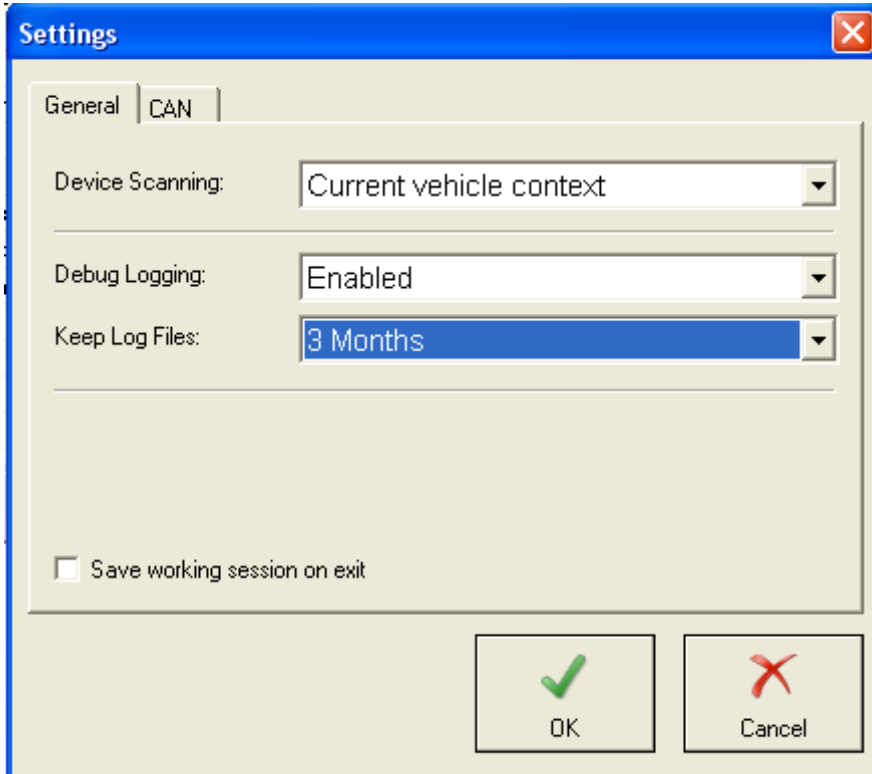 Settings
General
CAN
Device Scanning:
Current vehicle context
Debug Logging:
Enabled
Keep Log Files:
3 Months
Save working session on exit
OK
Cancel